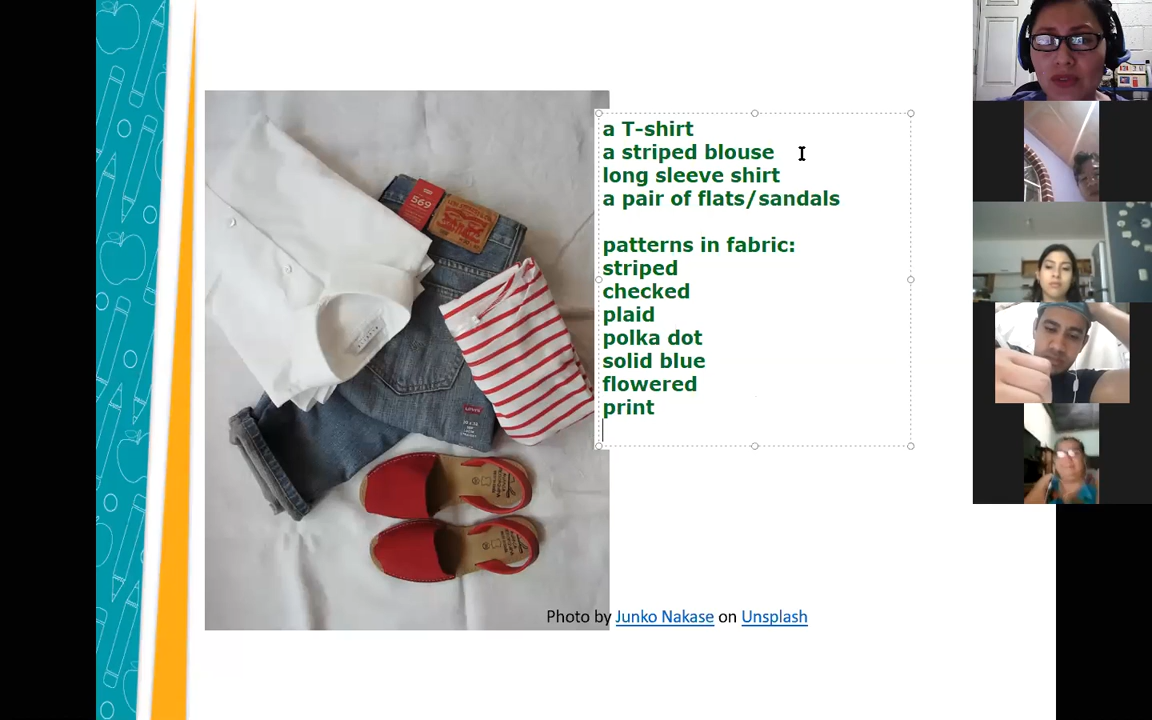 a T-shirt
a striped blouse
long sleeve shirt
a pair of flats/sandals
patterns in fabric:
striped
checked
plaid
polka dot
solid blue
flowered
print
569
Photo by Junko Nakase on Unsplash